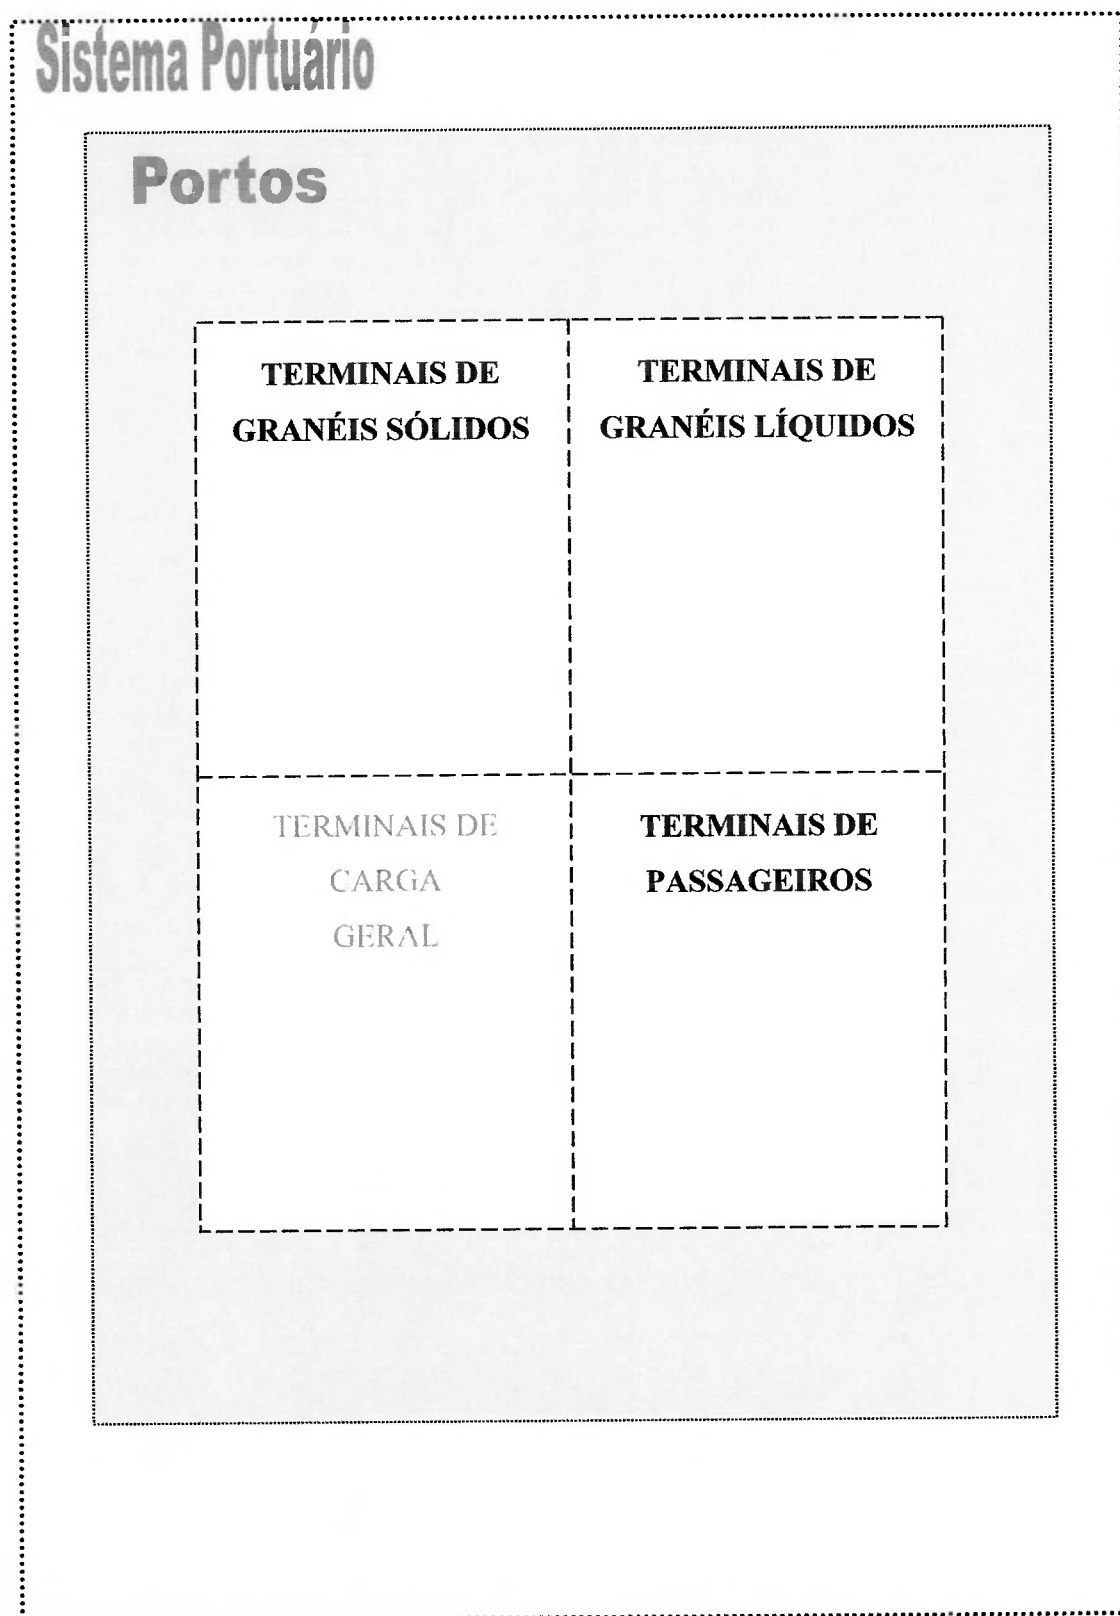 Sistema Portuário
Portos
TERMINAIS DE
GRANÉIS SÓLIDOS
TERMINAIS DE
GRANÉIS LÍQUIDOS
TERMINAIS DE
CARGA
GERAL
TERMINAIS DE
PASSAGEIROS